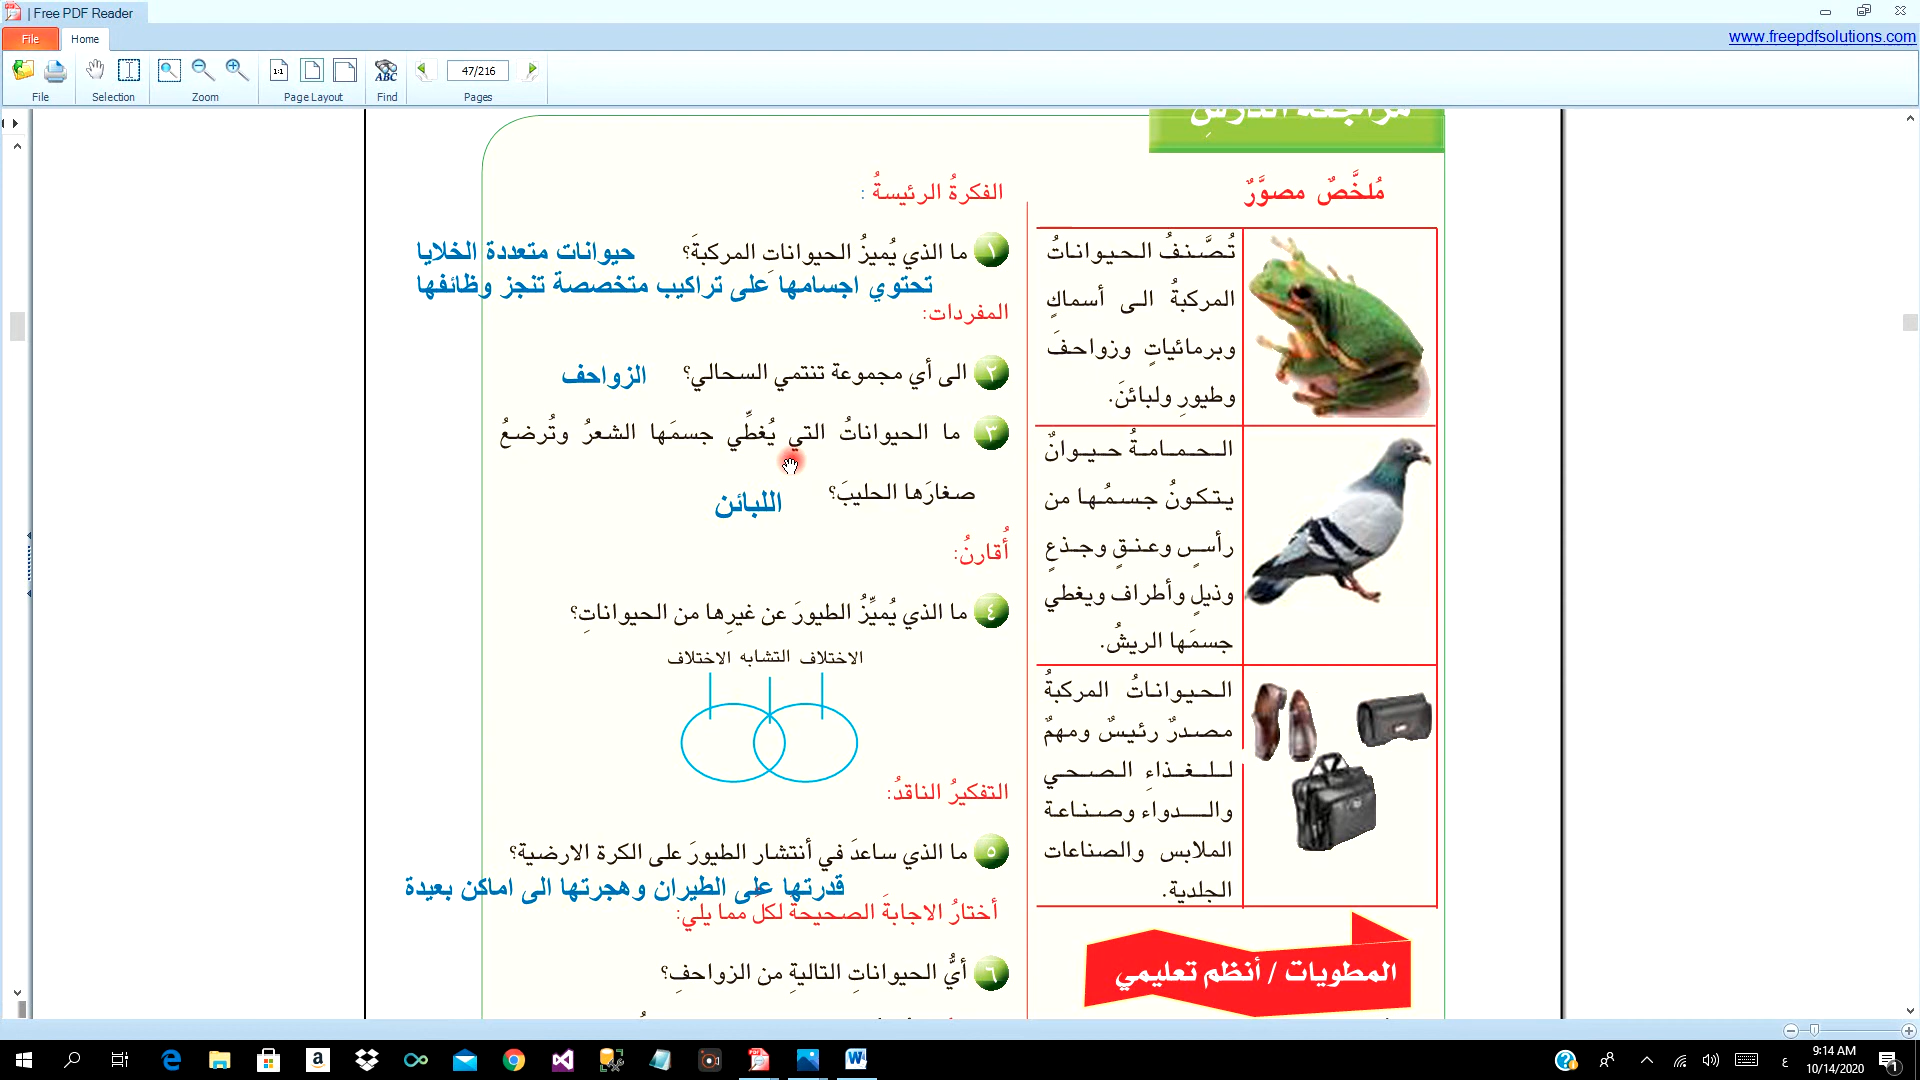 | Free PDF Reader
File
Home
www.freepdfsolutions.com
1:1
ABC
47/216
File
Selection
Zoom
Page Layout
Find
Pages
مراجعة الدرسِ
مُلخَّصٌ مصوَّرٌ
تُصَّنفُ الحيواناتُ
المركبةُ الى أسماكٍ
وبرمائياتٍ وزواحفَ
وطيورِ ولبائنَ.
الحمامةُ حيوانٌ
يتكونُ جسمُها من
رأسٍ وعنقٍ وجذعٍ
وذيلٍ وأطراف ويغطي
جسمَها الريشُ.
الحيواناتُ المركبةُ
مصدرٌ رئيسٌ ومهمٌ
للغذاءِ الصحي
والدواء وصناعة
الملابس والصناعات
الجلدية.
المطويات / أنظم تعليمي
الفكرةُ الرئيسةُ :
١ ما الذي يُميزُ الحيواناتِ المركبةَ؟ حيوانات متعددة الخلايا
تحتوي اجسامها على تراكيب متخصصة تنجز وظائفها
المفردات:
٢ الى أي مجموعة تنتمي السحالي؟ الزواحف
٣ ما الحيواناتُ التي يُغطِّي جسمَها الشعرُ وتُرضعُ
صغارَها الحليبَ؟ اللبائن
أُقارنُ:
٤ ما الذي يُميِّزُ الطيورَ عن غيرِها من الحيواناتِ؟
الاختلاف التشابه الاختلاف
التفكيرُ الناقدُ:
٥ ما الذي ساعدَ في أنتشار الطيورَ على الكرة الارضية؟
قدرتها على الطيران وهجرتها الى اماكن بعيدة
أختارُ الاجابةَ الصحيحةَ لكلَ مما يلي:
٦ أيُّ الحيواناتِ التاليةِ من الزواحفِ؟
ع
9:14 AM
10/14/2020
1